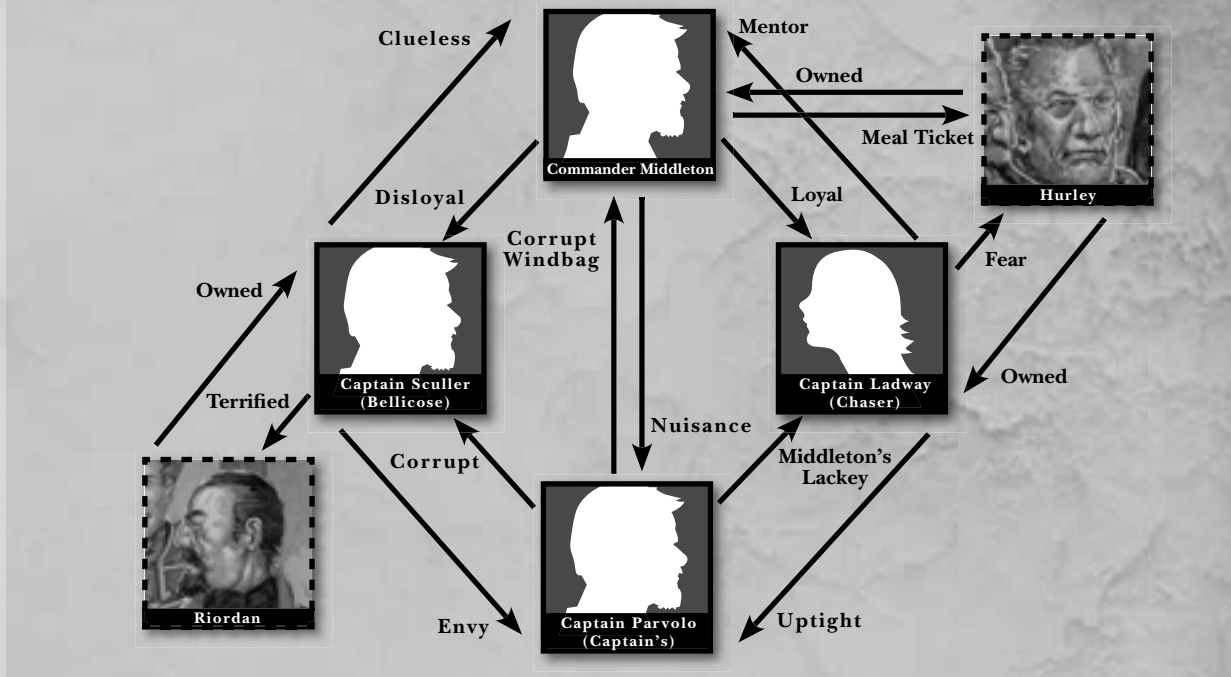 Clueless
Mentor
Owned
Meal Ticket
Commander Middleton
Hurley
Disloyal
Loyal
Corrupt
Windbag
Fear
Owned
Captain Sculler
(Bellicose)
Captain Ladway
(Chaser)
Owned
Terrified
Nuisance
Corrupt
Middleton's
Lackey
Riordan
Envy
Captain Parvolo
(Captain's)
Uptight